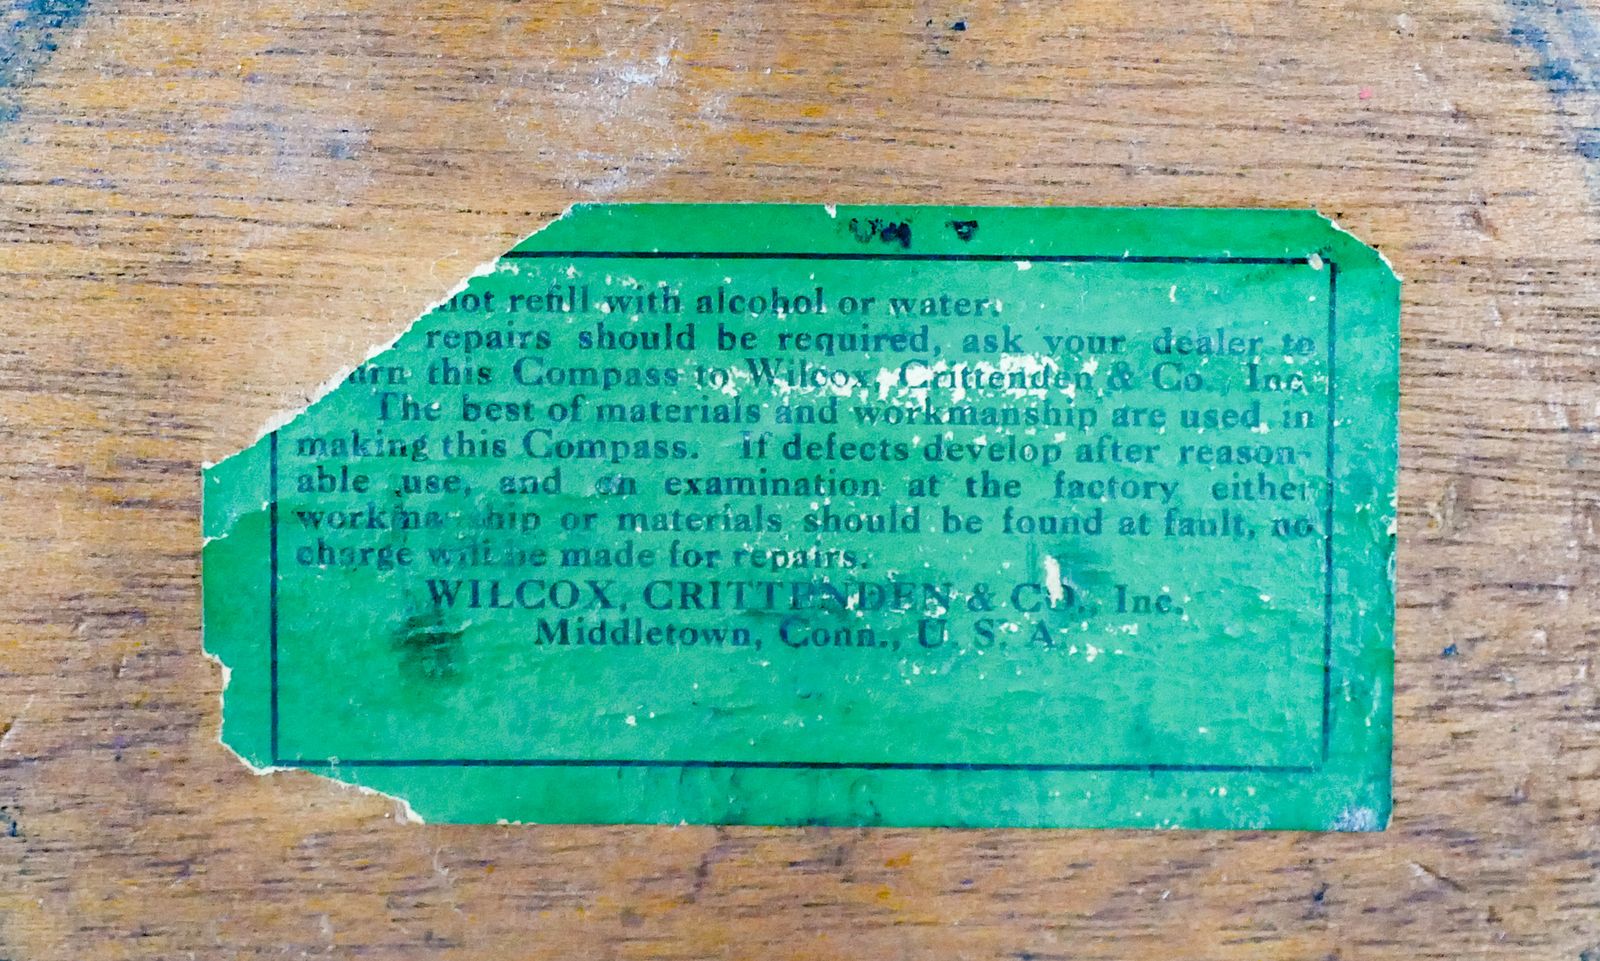 not refill with alcohol or water.
repairs should be required, ask your dealer to
this Compass to Wilcox, Crittenden & Co., Inc.
The best of materials and workmanship are used in
making this Compass. If defects develop after reason-
able use, and on examination at the factory either
workmanship or materials should be found at fault, no
charge will be made for repairs.
WILCOX, CRITTENDEN & CO., Inc.
Middletown, Conn., U. S. A.